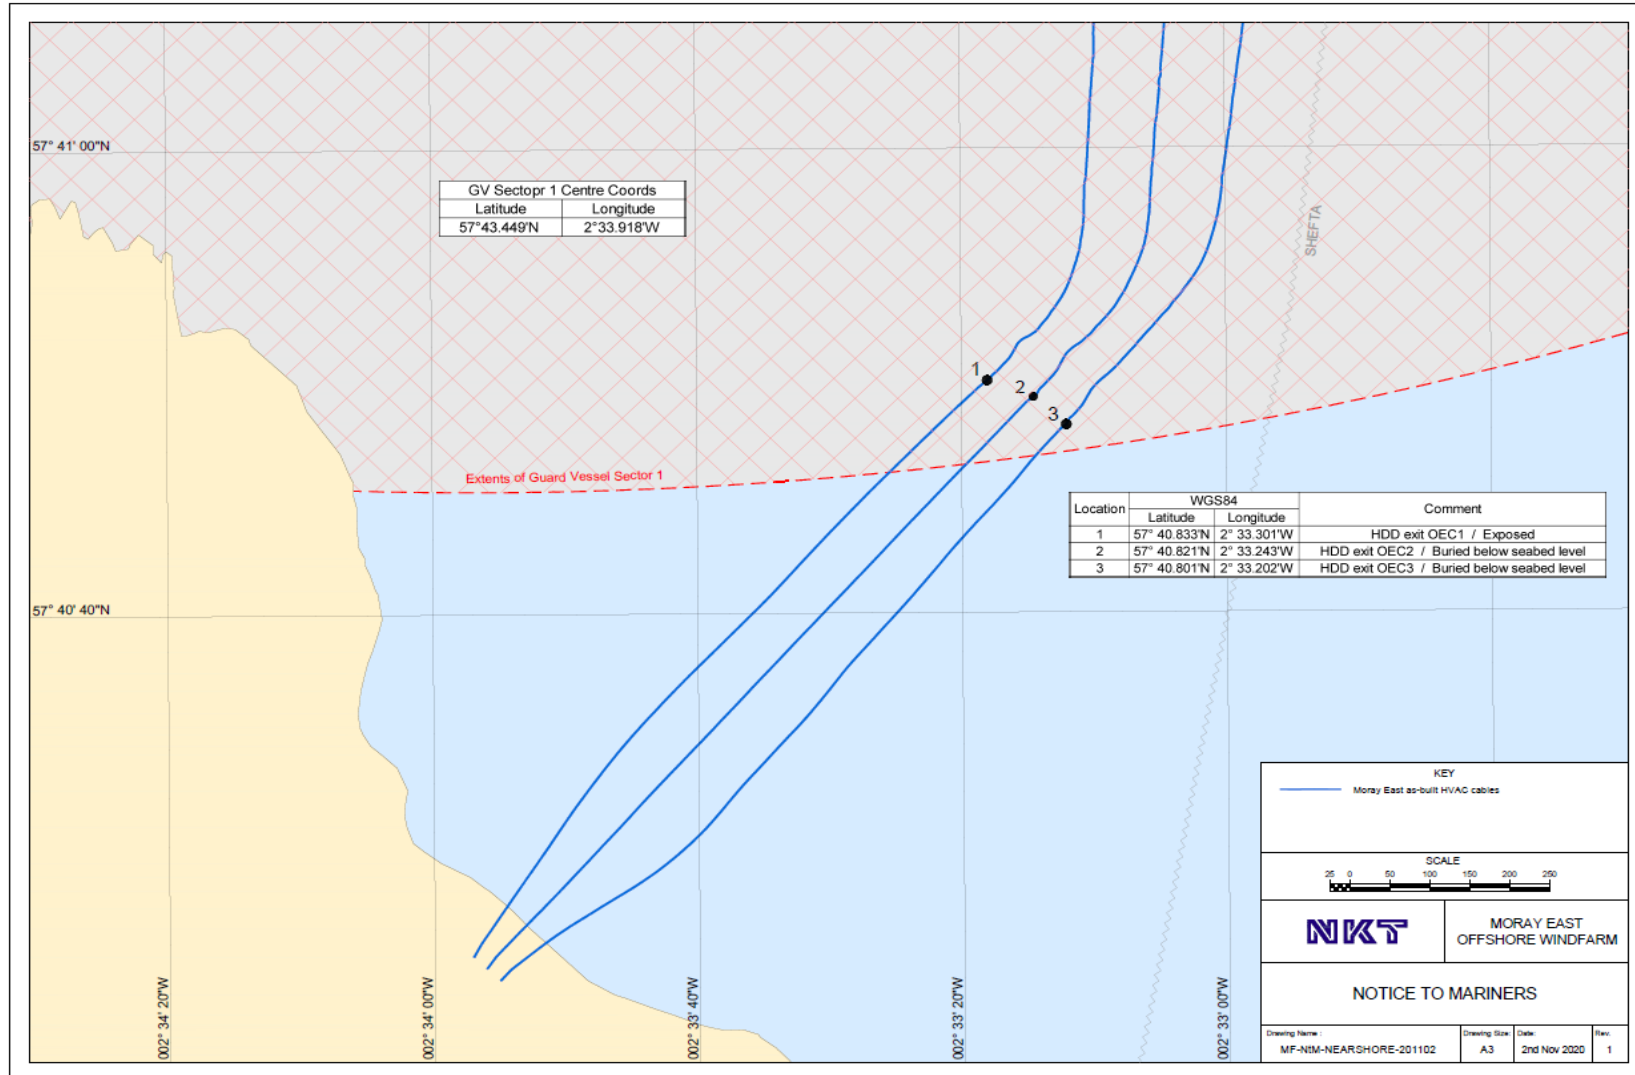 57° 41' 00"N
GV Sectopr 1 Centre Coords
Latitude Longitude
57°43.449'N 2°33.918'W
SHEFTA
1
2
3
Extents of Guard Vessel Sector 1
Location WGS84 Comment
Latitude Longitude
1 57° 40.833'N 2° 33.301'W HDD exit OEC1 / Exposed
2 57° 40.821'N 2° 33.243'W HDD exit OEC2 / Buried below seabed level
3 57° 40.801'N 2° 33.202'W HDD exit OEC3 / Buried below seabed level
57° 40' 40"N
KEY
Moray East as-built HVAC cables
SCALE
25 0 50 100 150 200 250
NKT
MORAY EAST
OFFSHORE WINDFARM
NOTICE TO MARINERS
Drawing Name : Drawing Size: Date: Rev.
MF-NtM-NEARSHORE-201102 A3 2nd Nov 2020 1
002° 34' 20"W
002° 34' 00"W
002° 33' 40"W
002° 33' 20"W
002° 33' 00"W